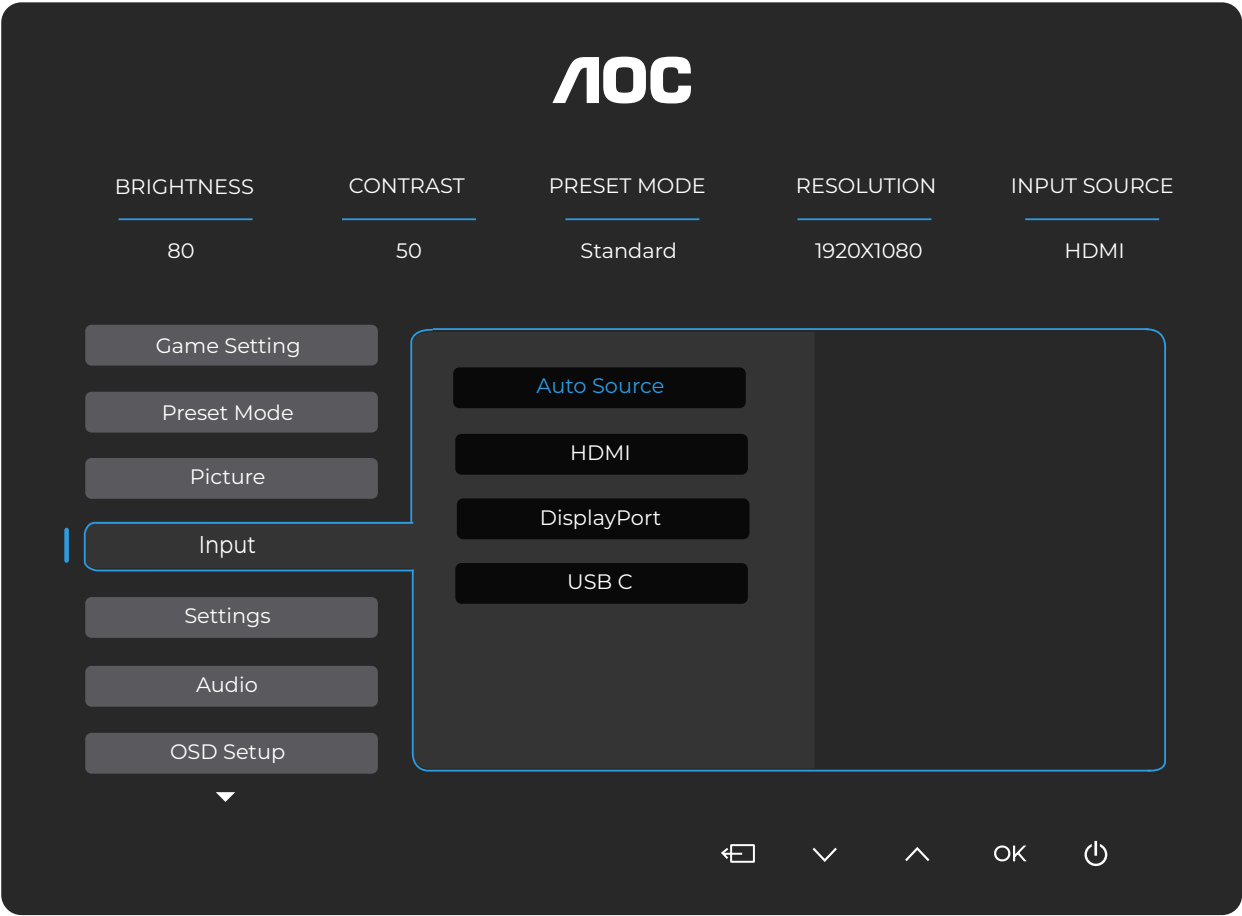 AOC
BRIGHTNESS CONTRAST PRESET MODE RESOLUTION INPUT SOURCE
80 50 Standard 1920X1080 HDMI
Game Setting
Preset Mode
Picture
Input
Settings
Audio
OSD Setup
Auto Source
HDMI
DisplayPort
USB C
OK